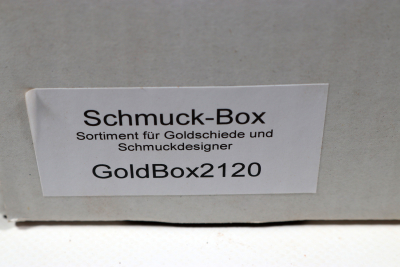 Schmuck-Box
Sortiment für Goldschiede und
Schmuckdesigner
GoldBox2120